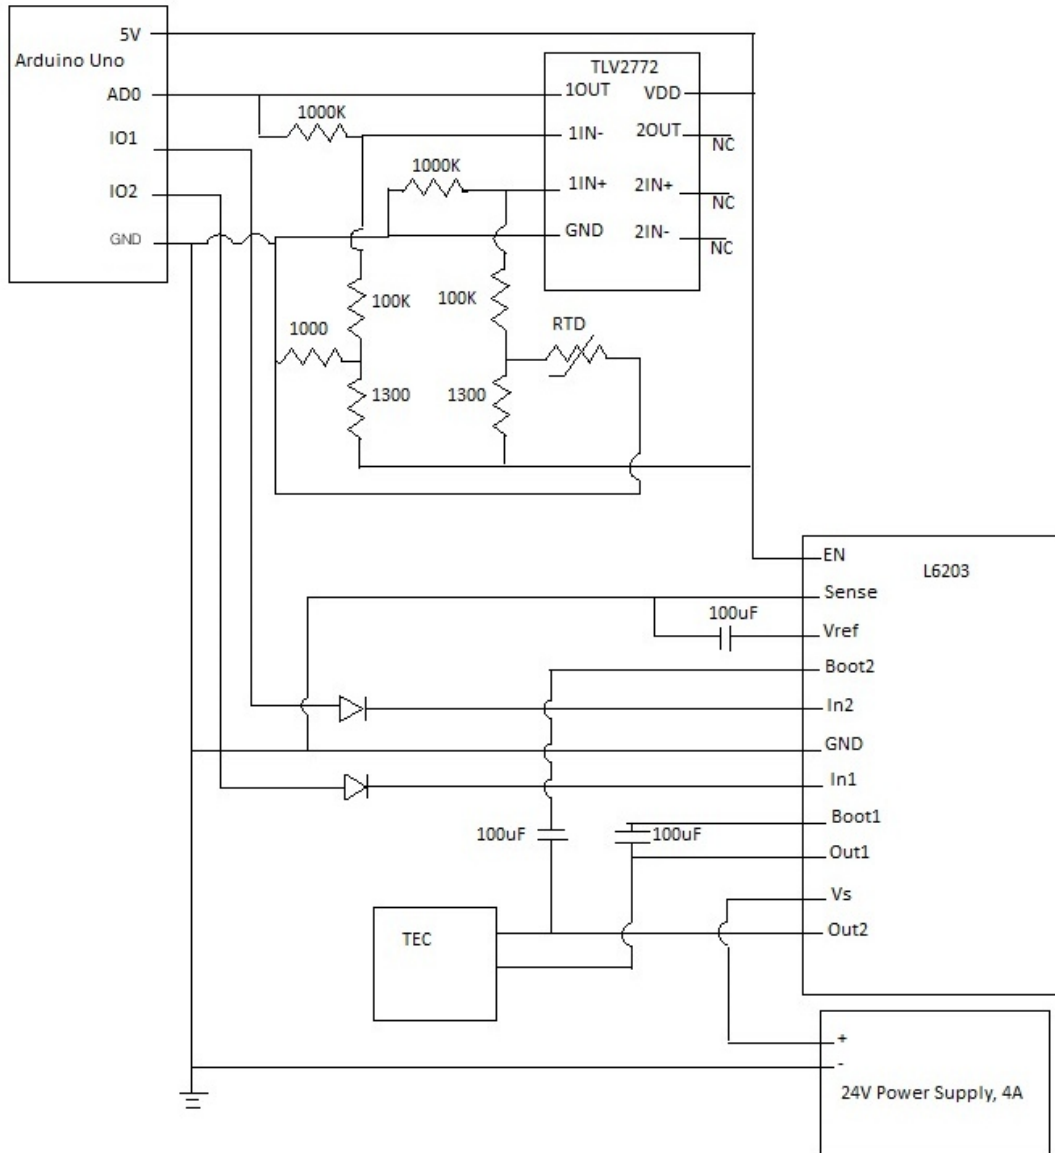 5V
Arduino Uno
AD0
IO1
IO2
GND
1000K
1000K
TLV2772
1OUT
VDD
1IN-
2OUT
NC
1IN+
2IN+
NC
GND
2IN-
NC
100K
100K
1000
RTD
1300
1300
EN
L6203
Sense
100uF
Vref
Boot2
In2
GND
In1
Boot1
100uF
100uF
Out1
Vs
TEC
Out2
+
-
24V Power Supply, 4A